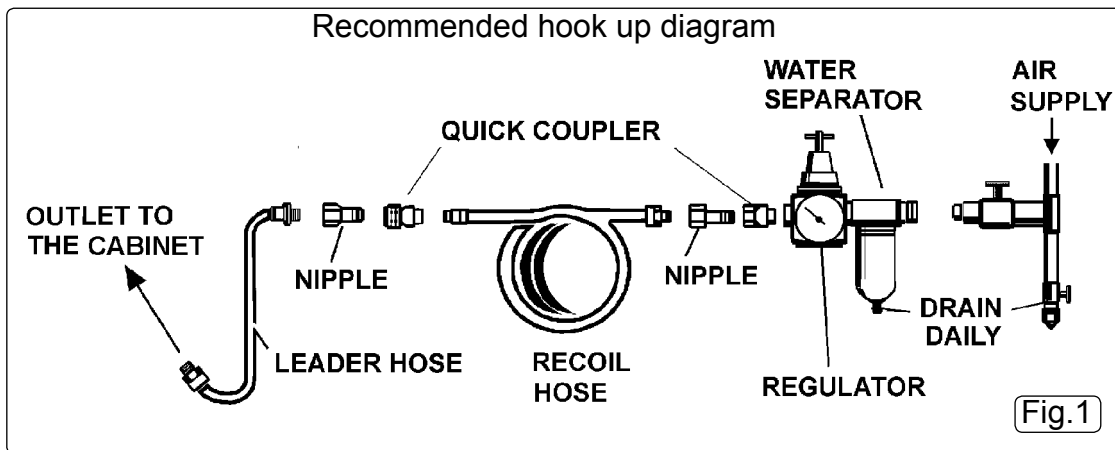 Recommended hook up diagram
WATER
SEPARATOR
AIR
SUPPLY
QUICK COUPLER
OUTLET TO
THE CABINET
NIPPLE
NIPPLE
DRAIN
DAILY
LEADER HOSE
RECOIL
HOSE
REGULATOR
Fig.1